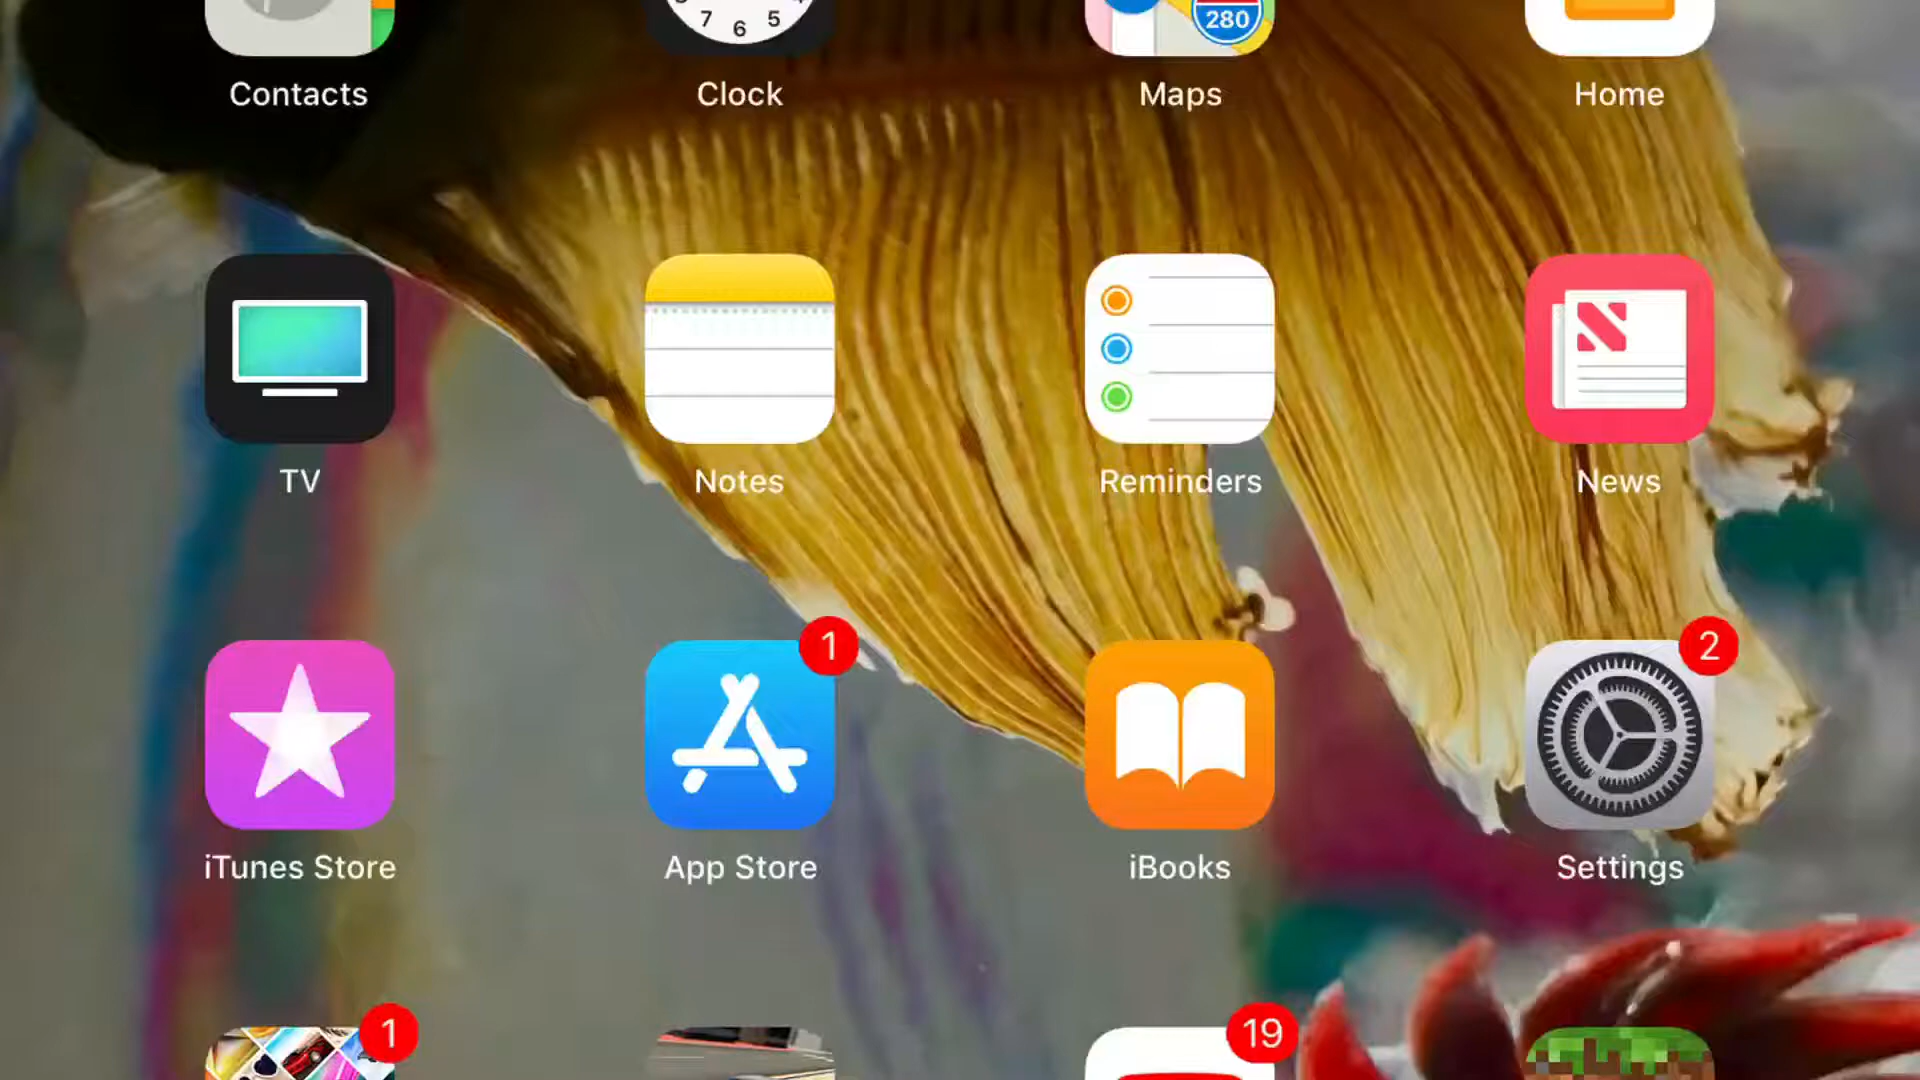 7 6 5
280
Contacts Clock Maps Home
TV Notes Reminders News
1 2
iTunes Store App Store iBooks Settings
1 19